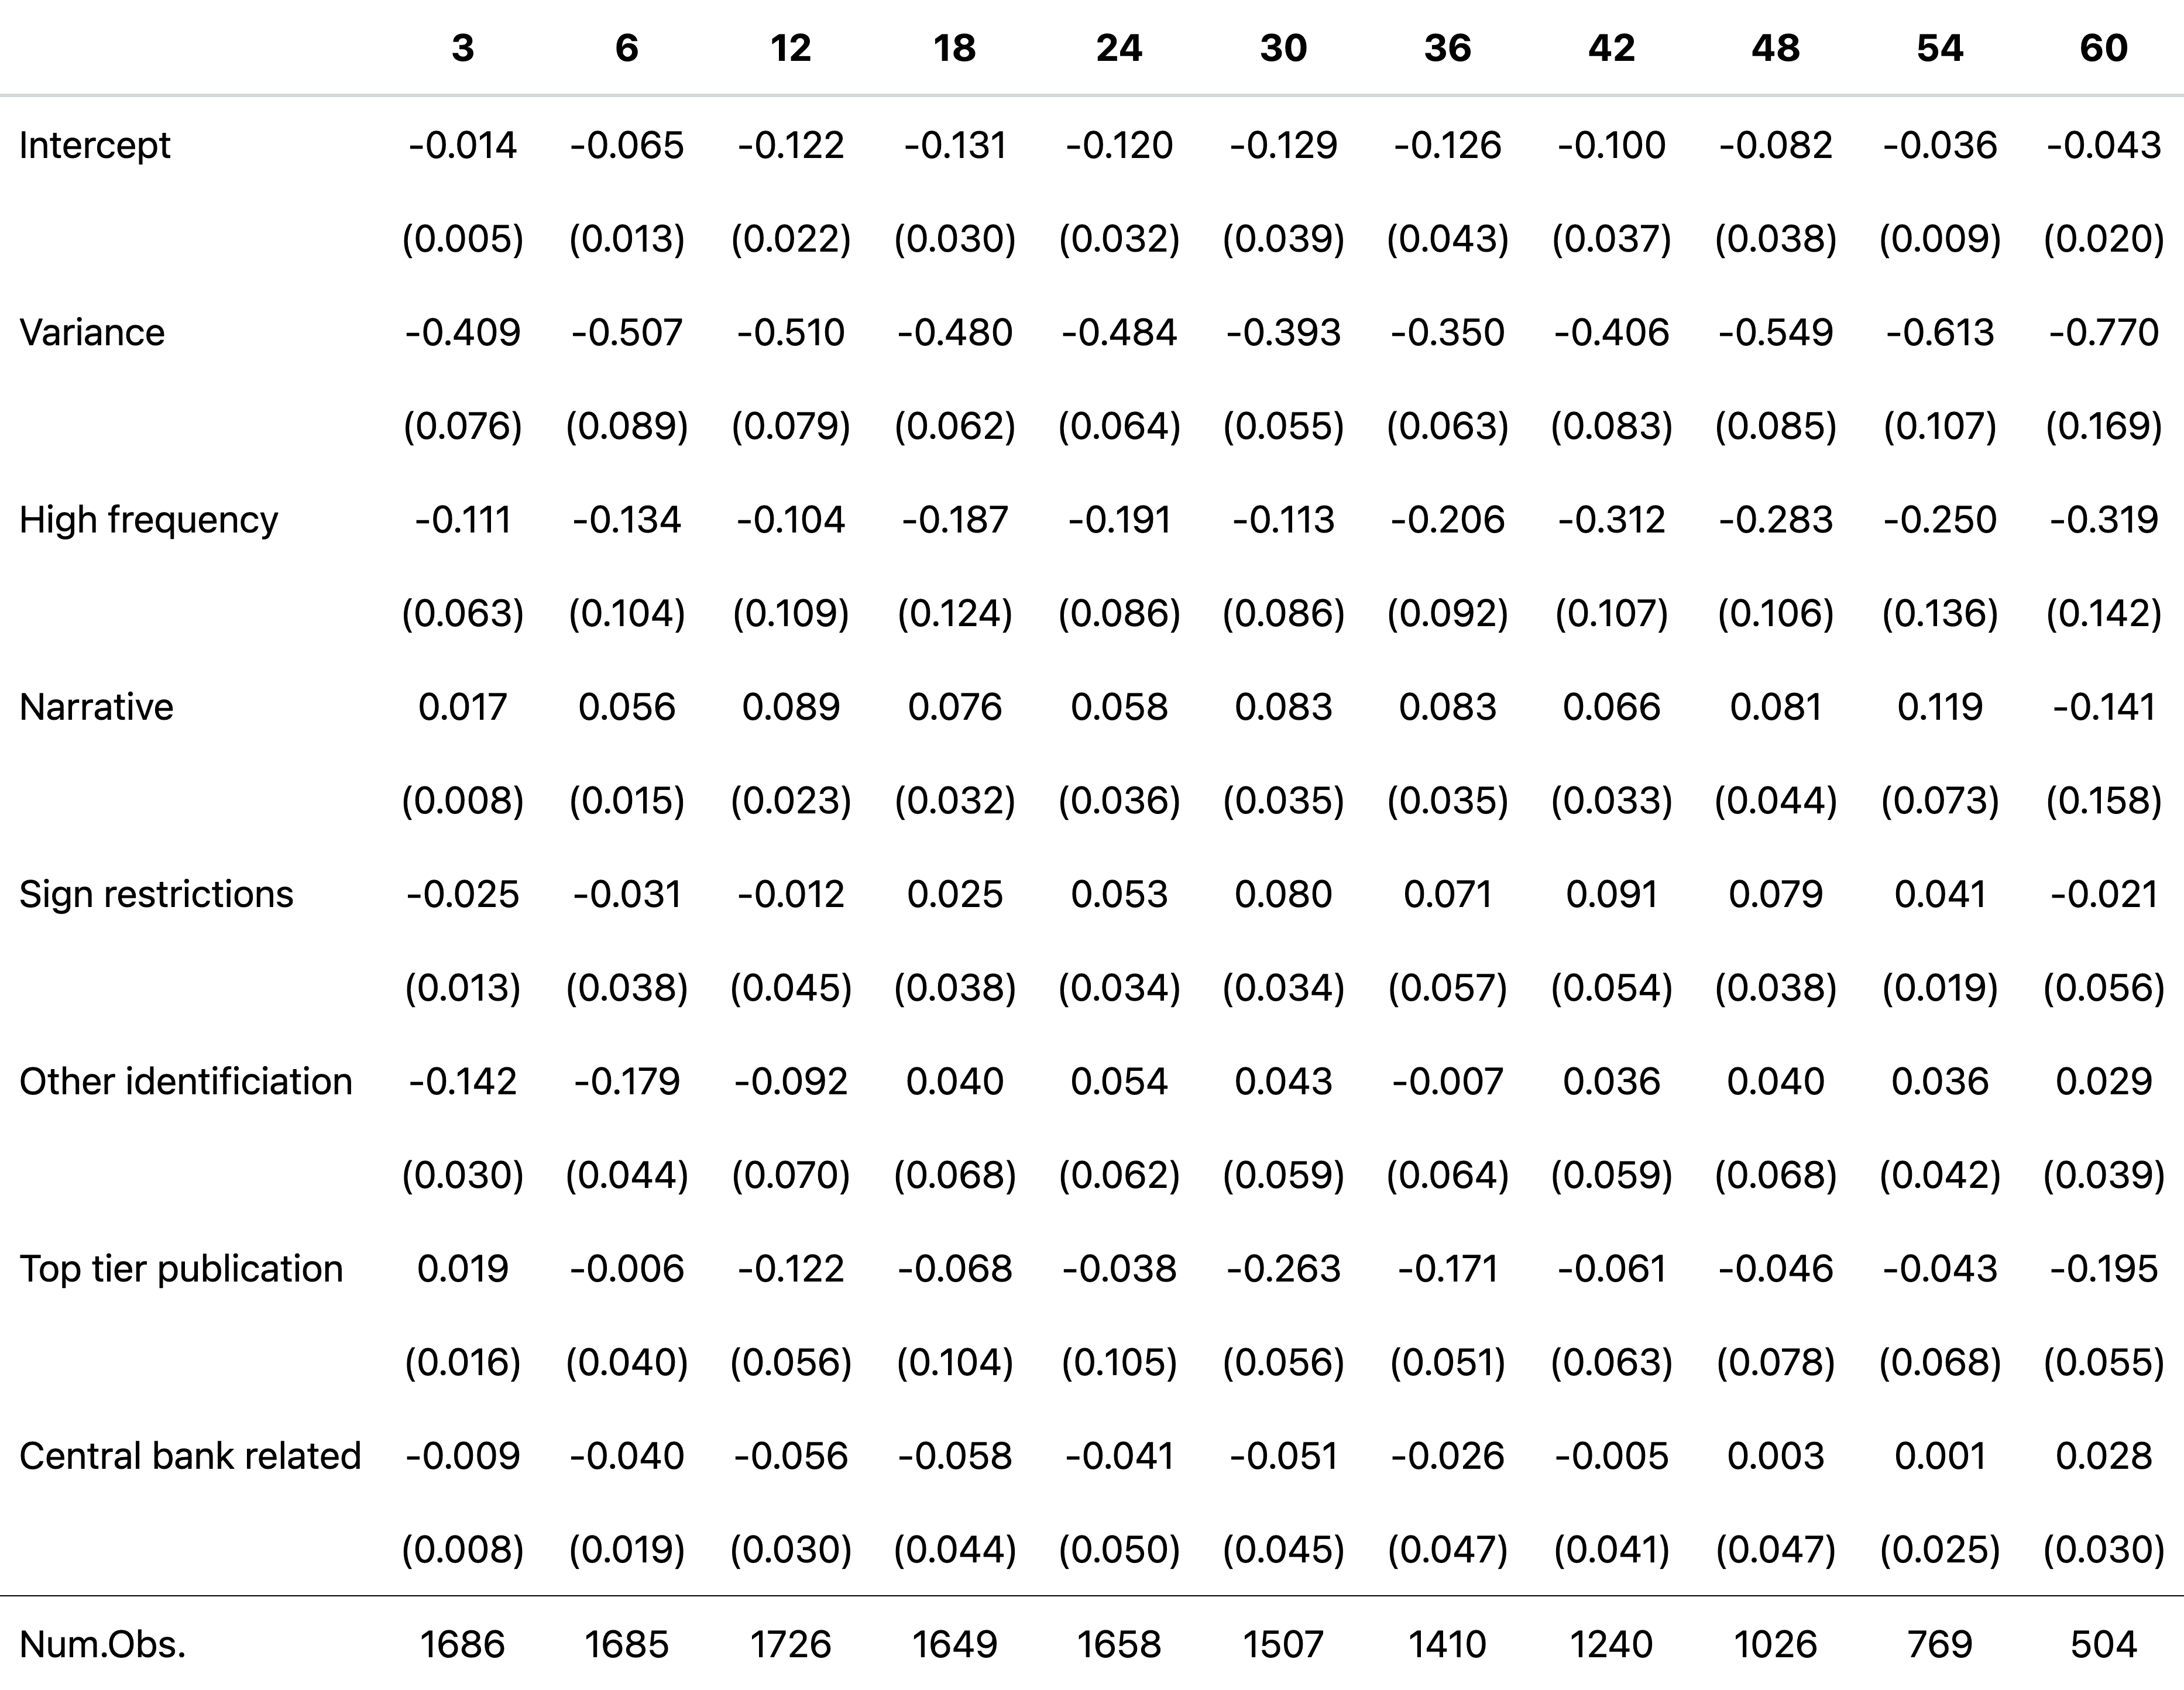 3 6 12 18 24 30 36 42 48 54 60
Intercept -0.014 -0.065 -0.122 -0.131 -0.120 -0.129 -0.126 -0.100 -0.082 -0.036 -0.043
(0.005) (0.013) (0.022) (0.030) (0.032) (0.039) (0.043) (0.037) (0.038) (0.009) (0.020)
Variance -0.409 -0.507 -0.510 -0.480 -0.484 -0.393 -0.350 -0.406 -0.549 -0.613 -0.770
(0.076) (0.089) (0.079) (0.062) (0.064) (0.055) (0.063) (0.083) (0.085) (0.107) (0.169)
High frequency -0.111 -0.134 -0.104 -0.187 -0.191 -0.113 -0.206 -0.312 -0.283 -0.250 -0.319
(0.063) (0.104) (0.109) (0.124) (0.086) (0.086) (0.092) (0.107) (0.106) (0.136) (0.142)
Narrative 0.017 0.056 0.089 0.076 0.058 0.083 0.083 0.066 0.081 0.119 -0.141
(0.008) (0.015) (0.023) (0.032) (0.036) (0.035) (0.035) (0.033) (0.044) (0.073) (0.158)
Sign restrictions -0.025 -0.031 -0.012 0.025 0.053 0.080 0.071 0.091 0.079 0.041 -0.021
(0.013) (0.038) (0.045) (0.038) (0.034) (0.034) (0.057) (0.054) (0.038) (0.019) (0.056)
Other identificiation -0.142 -0.179 -0.092 0.040 0.054 0.043 -0.007 0.036 0.040 0.036 0.029
(0.030) (0.044) (0.070) (0.068) (0.062) (0.059) (0.064) (0.059) (0.068) (0.042) (0.039)
Top tier publication 0.019 -0.006 -0.122 -0.068 -0.038 -0.263 -0.171 -0.061 -0.046 -0.043 -0.195
(0.016) (0.040) (0.056) (0.104) (0.105) (0.056) (0.051) (0.063) (0.078) (0.068) (0.055)
Central bank related -0.009 -0.040 -0.056 -0.058 -0.041 -0.051 -0.026 -0.005 0.003 0.001 0.028
(0.008) (0.019) (0.030) (0.044) (0.050) (0.045) (0.047) (0.041) (0.047) (0.025) (0.030)
Num.Obs. 1686 1685 1726 1649 1658 1507 1410 1240 1026 769 504